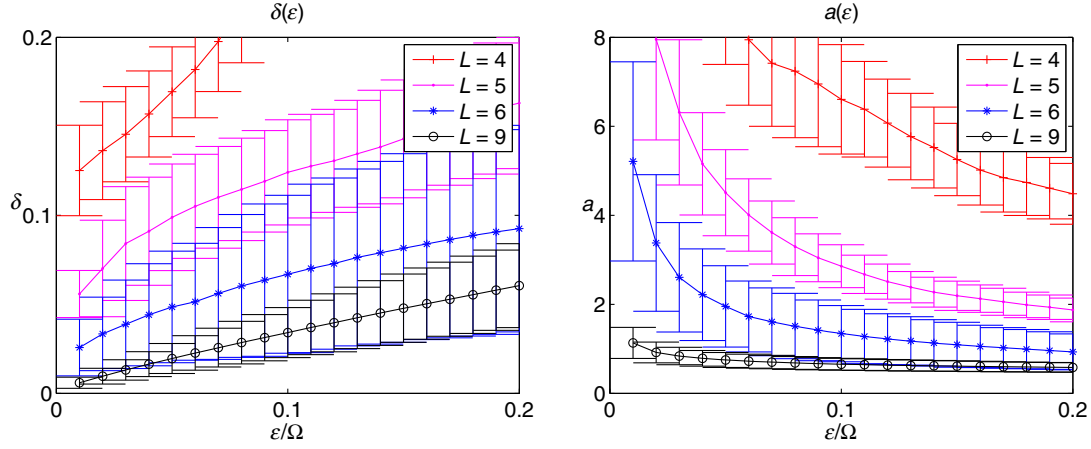 δ(ε)
0.2
0.1
0
δ
0
0.1
0.2
ε/Ω
L = 4
L = 5
L = 6
L = 9
a(ε)
8
6
4
2
0
a
0
0.1
0.2
ε/Ω
L = 4
L = 5
L = 6
L = 9